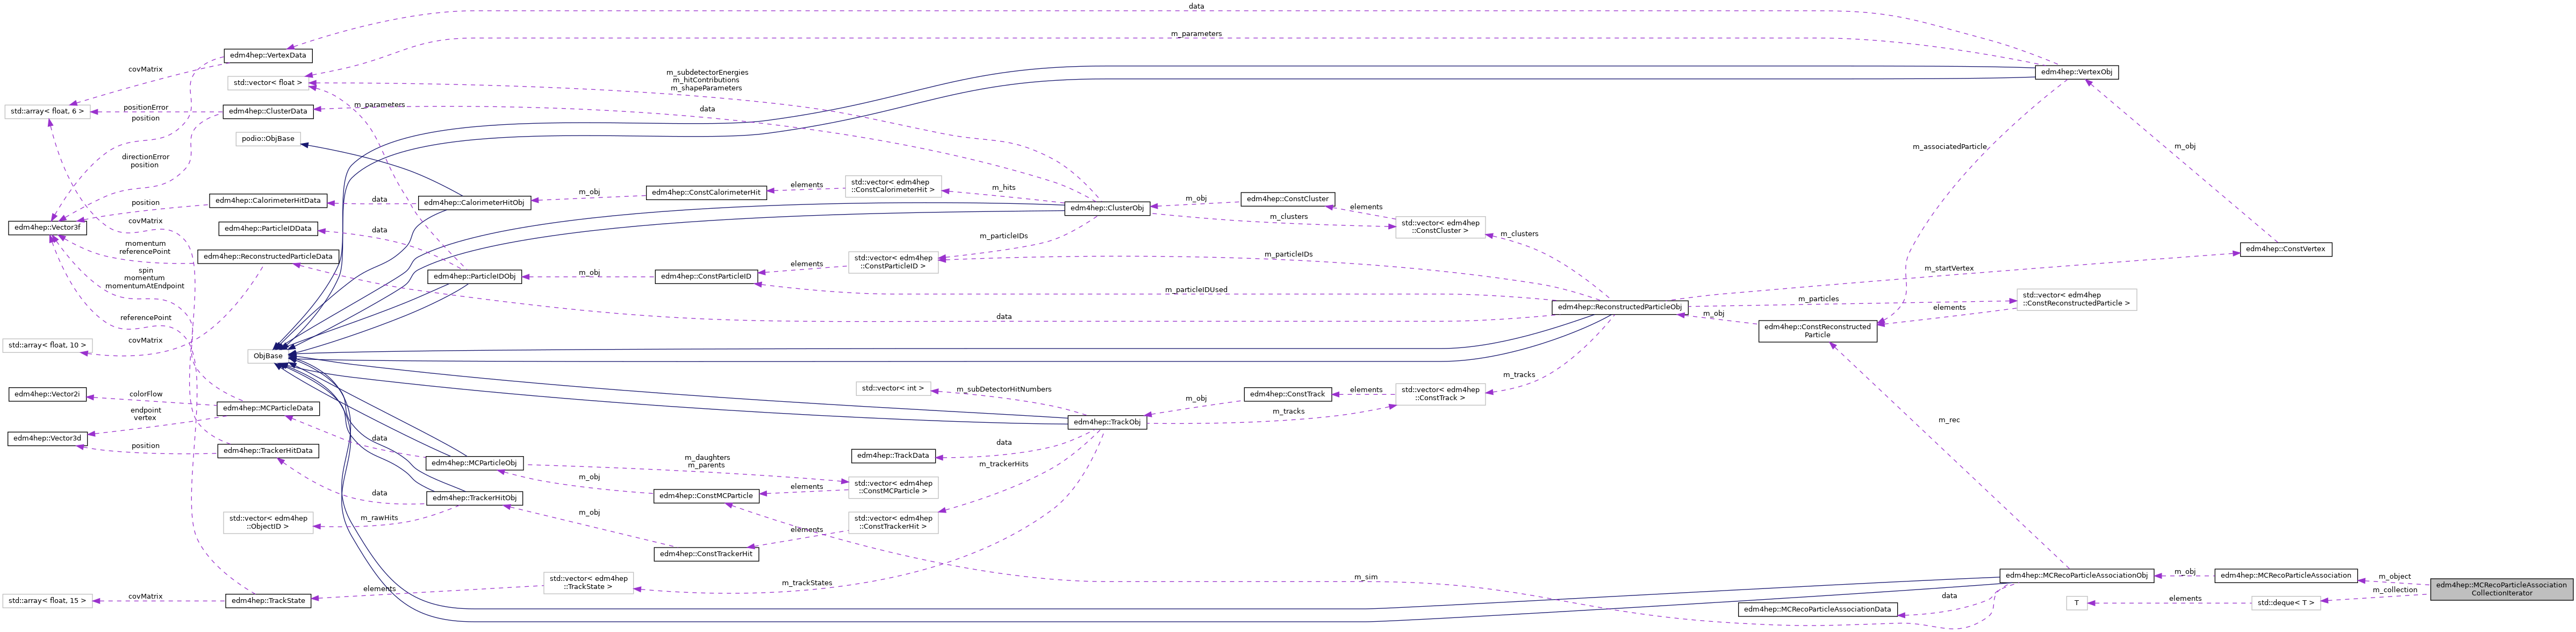 data
m_parameters
edm4hep::VertexData
edm4hep::VertexObj
covMatrix
m_subdetectorEnergies
m_hitContributions
m_shapeParameters
std::vector< float >
m_parameters
data
std::array< float, 6 >
positionError
position
edm4hep::ClusterData
podio::ObjBase
m_associatedParticle
m_obj
directionError
position
edm4hep::CalorimeterHitData
position
data
edm4hep::CalorimeterHitObj
m_obj
edm4hep::ConstCalorimeterHit
elements
std::vector< edm4hep
::ConstCalorimeterHit >
m_hits
edm4hep::ClusterObj
m_obj
edm4hep::ConstCluster
elements
m_clusters
std::vector< edm4hep
::ConstCluster >
m_clusters
edm4hep::Vector3f
covMatrix
edm4hep::ParticleIDData
data
m_particleIDs
edm4hep::ConstVertex
momentum
referencePoint
edm4hep::ReconstructedParticleData
std::vector< edm4hep
::ConstParticleID >
m_particleIDs
m_startVertex
spin
momentum
momentumAtEndpoint
edm4hep::ParticleIDObj
m_obj
edm4hep::ConstParticleID
elements
m_particleIDUsed
edm4hep::ReconstructedParticleObj
m_particles
std::vector< edm4hep
::ConstReconstructedParticle >
elements
m_obj
edm4hep::ConstReconstructed
Particle
referencePoint
data
std::array< float, 10 >
covMatrix
ObjBase
m_tracks
edm4hep::Vector2i
colorFlow
edm4hep::MCParticleData
std::vector< int >
m_subDetectorHitNumbers
edm4hep::ConstTrack
elements
std::vector< edm4hep
::ConstTrack >
m_obj
m_tracks
edm4hep::TrackObj
m_rec
endpoint
vertex
edm4hep::Vector3d
position
edm4hep::TrackerHitData
data
edm4hep::MCParticleObj
m_daughters
m_parents
edm4hep::TrackData
data
m_trackerHits
m_obj
edm4hep::ConstMCParticle
elements
std::vector< edm4hep
::ConstMCParticle >
data
edm4hep::TrackerHitObj
std::vector< edm4hep
::ObjectID >
m_rawHits
m_obj
std::vector< edm4hep
::ConstTrackerHit >
elements
edm4hep::ConstTrackerHit
std::vector< edm4hep
::TrackState >
m_trackStates
m_sim
elements
std::array< float, 15 >
covMatrix
edm4hep::TrackState
edm4hep::MCRecoParticleAssociationObj
m_obj
edm4hep::MCRecoParticleAssociation
m_object
edm4hep::MCRecoParticleAssociation
CollectionIterator
m_collection
data
edm4hep::MCRecoParticleAssociationData
T
elements
std::deque< T >